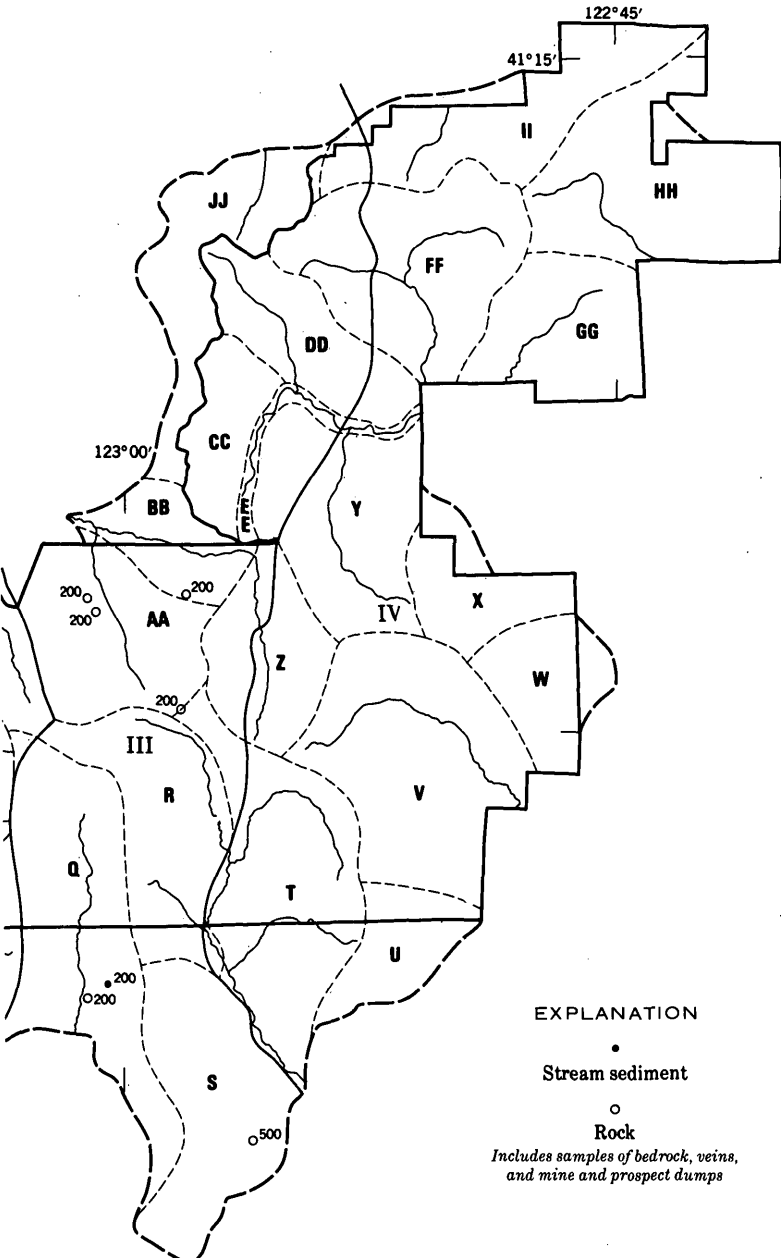 122°45′
41°15′
II
HH
JJ
FF
GG
DD
CC
123°00′
BB
E
E
Y
200
200
200
AA
IV
X
Z
W
200
III
R
V
Q
T
U
200
200
S
500
EXPLANATION
Stream sediment
Rock
Includes samples of bedrock, veins,
and mine and prospect dumps